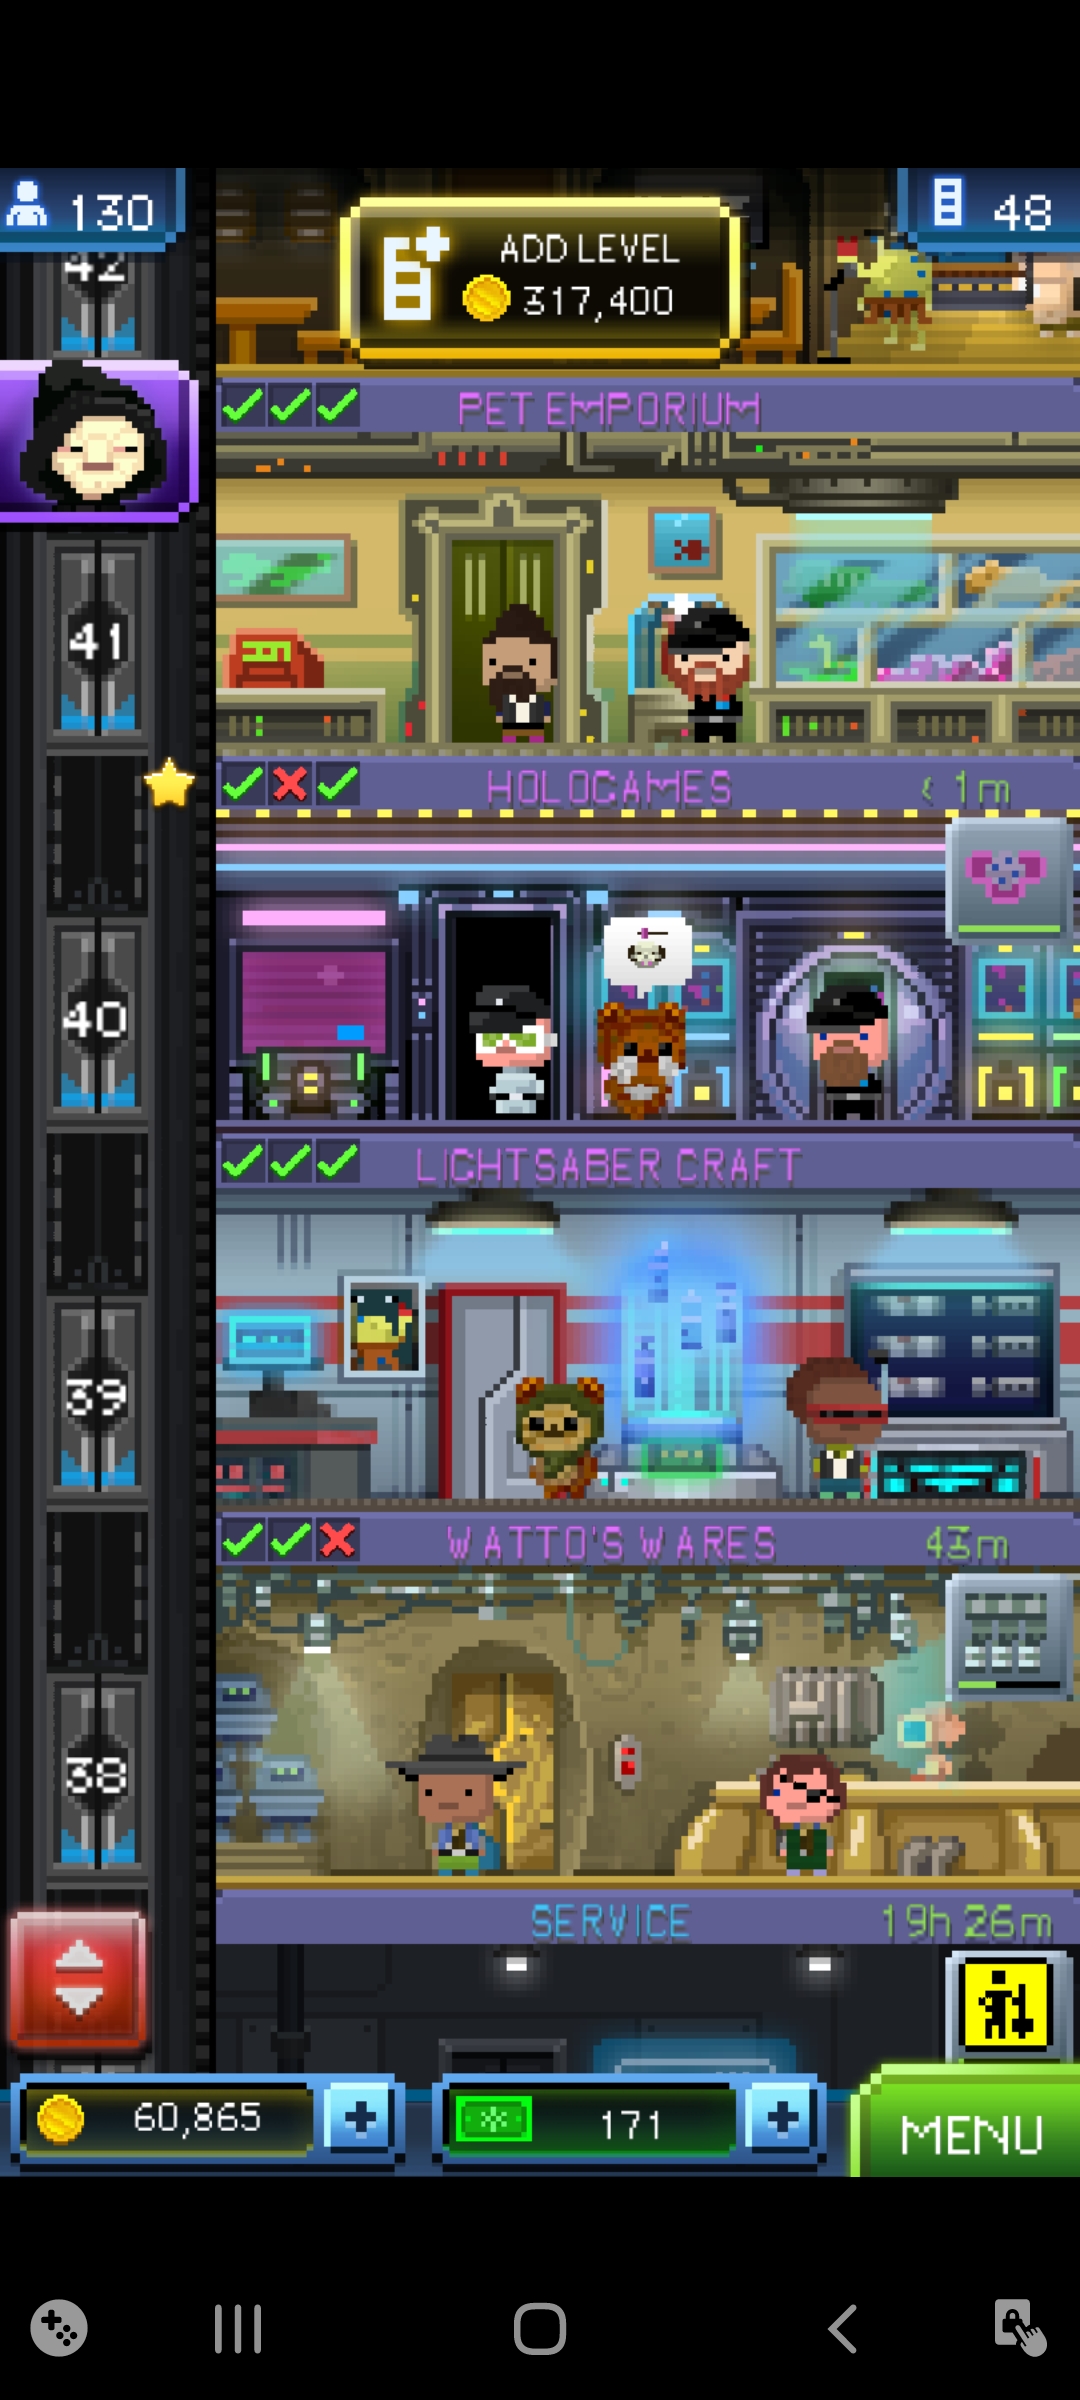 130
48
ADD LEVEL
317,400
42
PET EMPORIUM
41
HOLOGAMES
< 1m
40
LIGHTSABER CRAFT
39
WATTO'S WARES
43m
38
SERVICE
19h 26m
60,865
171
MENU